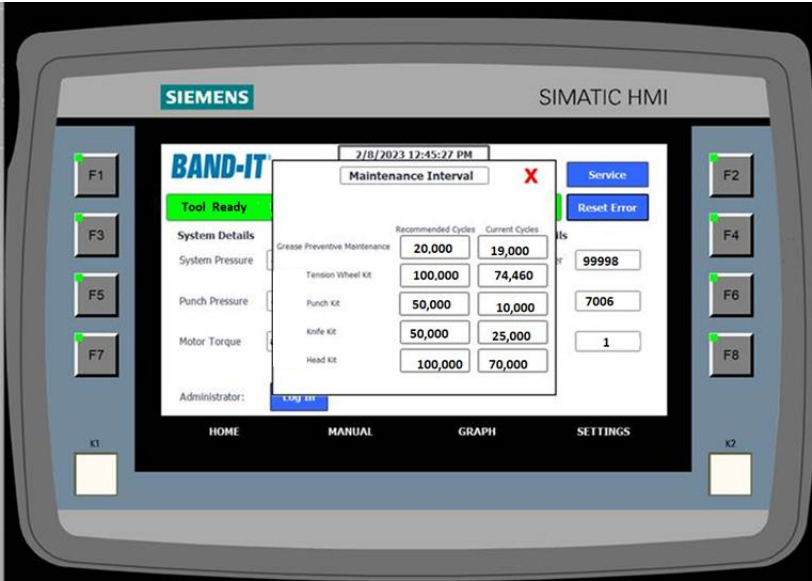 SIEMENS
SIMATIC HMI
F1
F2
F3
F4
F5
F6
F7
F8
K1
K2
BAND-IT
2/8/2023 12:45:27 PM
Service
Tool Ready
Reset Error
Maintenance Interval
X
Recommended Cycles Current Cycles
Grease Preventive Maintenance 20,000 19,000
Tension Wheel Kit 100,000 74,460
Punch Kit 50,000 10,000
Knife Kit 50,000 25,000
Head Kit 100,000 70,000
System Details
System Pressure
Punch Pressure
Motor Torque
Administrator:
Log In
99998
7006
1
HOME MANUAL GRAPH SETTINGS